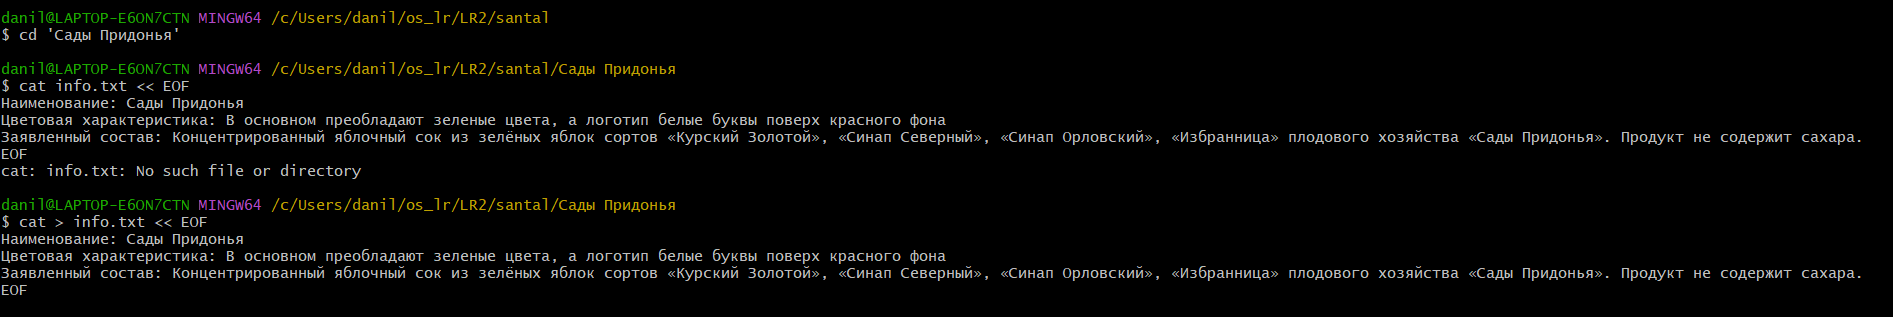 danil@LAPTOP-E6ON7CTN MINGW64 /c/Users/danil/os_lr/LR2/santal
$ cd 'Сады Придонья'
danil@LAPTOP-E6ON7CTN MINGW64 /c/Users/danil/os_lr/LR2/santal/Сады Придонья
$ cat info.txt << EOF
Наименование: Сады Придонья
Цветовая характеристика: В основном преобладают зеленые цвета, а логотип белые буквы поверх красного фона
Заявленный состав: Концентрированный яблочный сок из зелёных яблок сортов «Курский Золотой», «Синап Северный», «Синап Орловский», «Избранница» плодового хозяйства «Сады Придонья». Продукт не содержит сахара.
EOF
cat: info.txt: No such file or directory
danil@LAPTOP-E6ON7CTN MINGW64 /c/Users/danil/os_lr/LR2/santal/Сады Придонья
$ cat > info.txt << EOF
Наименование: Сады Придонья
Цветовая характеристика: В основном преобладают зеленые цвета, а логотип белые буквы поверх красного фона
Заявленный состав: Концентрированный яблочный сок из зелёных яблок сортов «Курский Золотой», «Синап Северный», «Синап Орловский», «Избранница» плодового хозяйства «Сады Придонья». Продукт не содержит сахара.
EOF